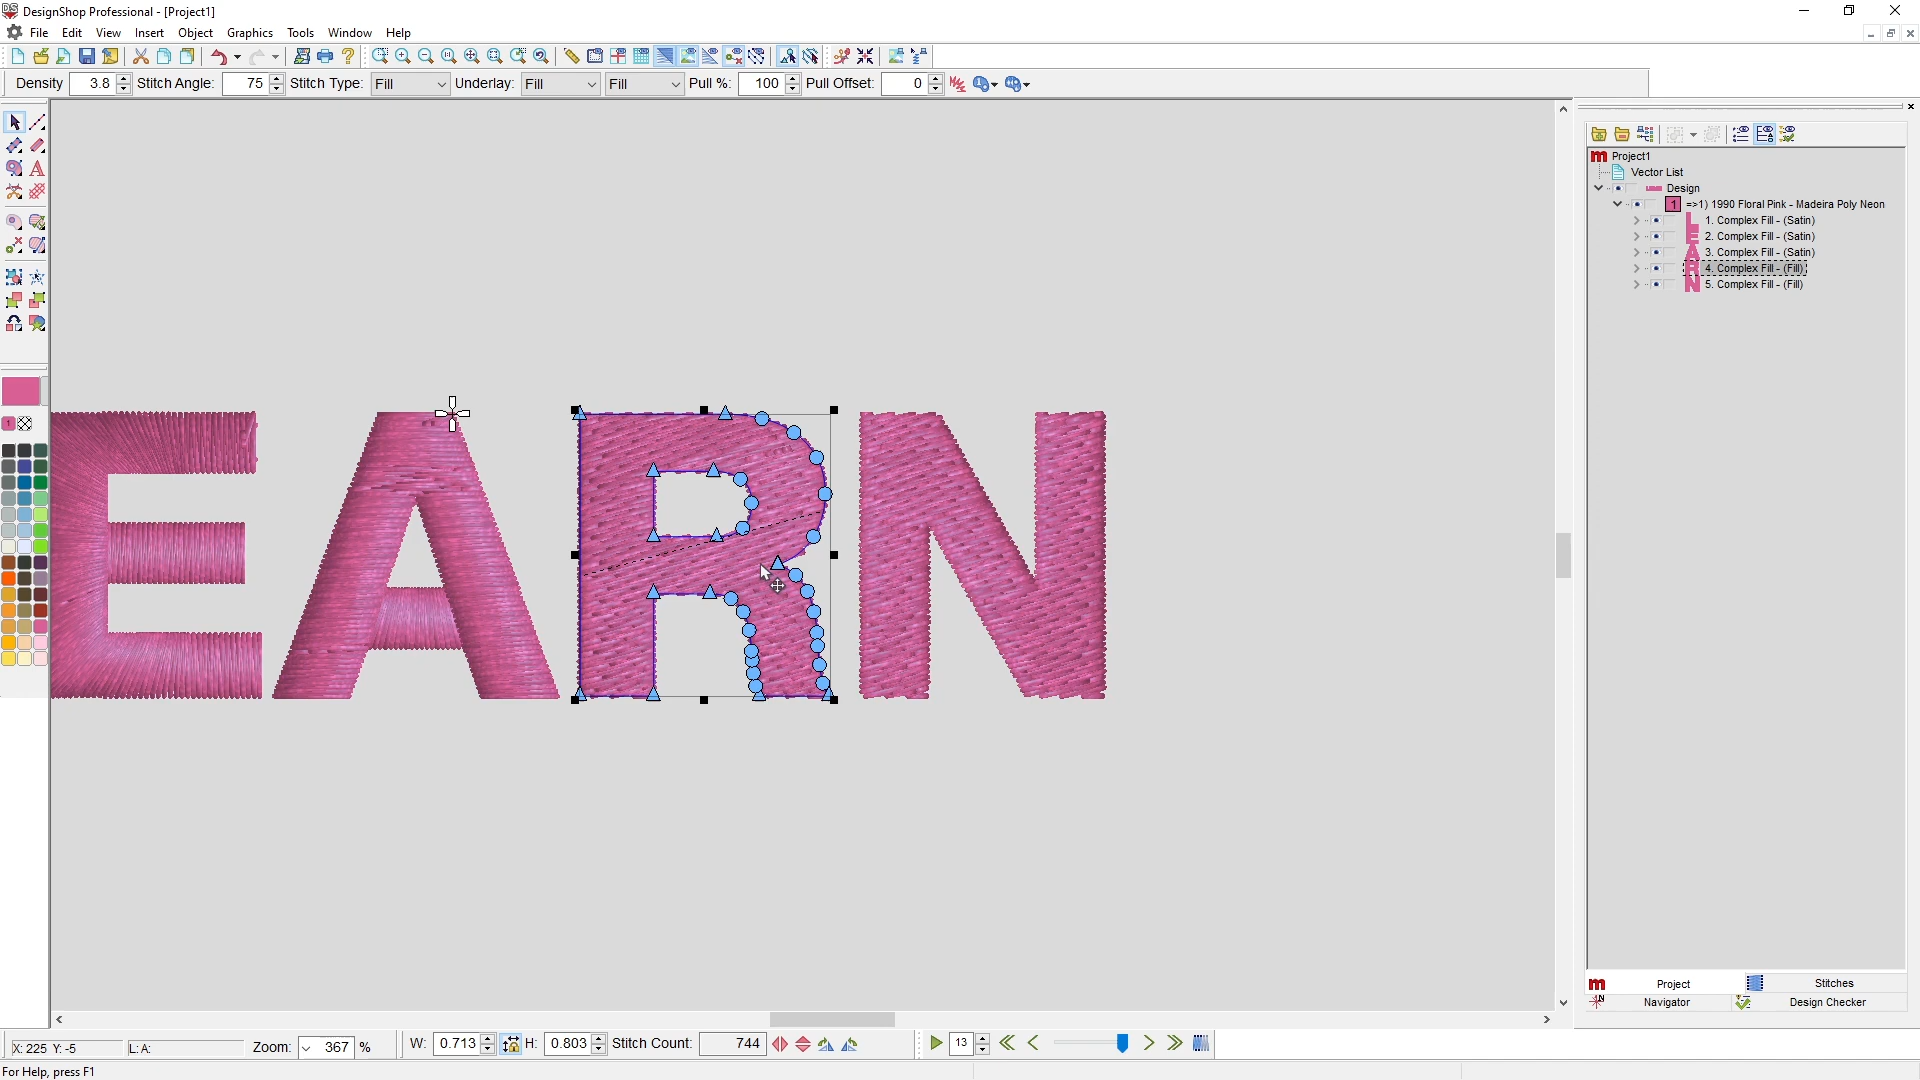 DesignShop Professional - [Project1]
File Edit View Insert Object Graphics Tools Window Help
Density 3.8 Stitch Angle: 75 Stitch Type: Fill Underlay: Fill Fill Pull %: 100 Pull Offset: 0
Project1
Vector List
Design
1 =>1) 1990 Floral Pink - Madeira Poly Neon
1. Complex Fill - (Satin)
2. Complex Fill - (Satin)
3. Complex Fill - (Satin)
4. Complex Fill - (Fill)
5. Complex Fill - (Fill)
1
EARN
Project Stitches
Navigator Design Checker
X: 225 Y: -5 L: A: Zoom: 367 % W: 0.713 H: 0.803 Stitch Count: 744 13
For Help, press F1